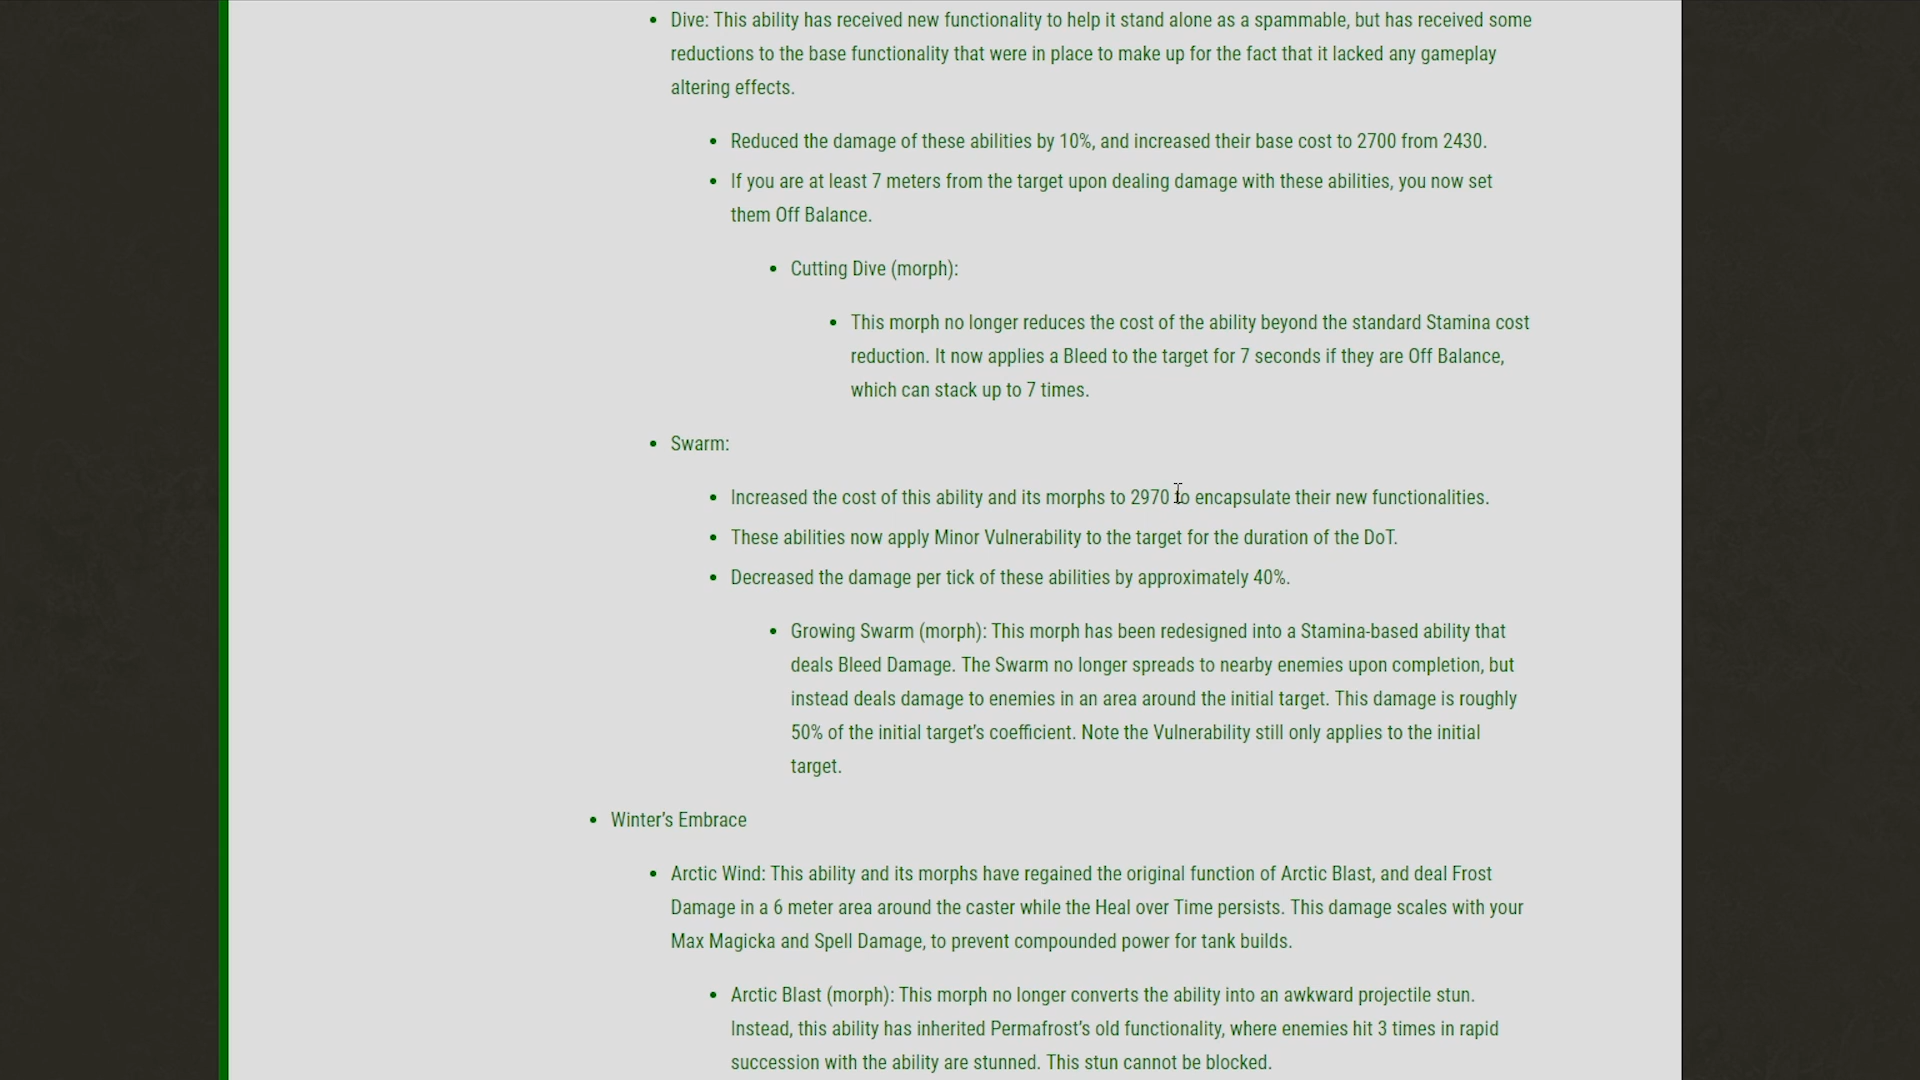 • Dive: This ability has received new functionality to help it stand alone as a spammable, but has received some
reductions to the base functionality that were in place to make up for the fact that it lacked any gameplay
altering effects.
• Reduced the damage of these abilities by 10%, and increased their base cost to 2700 from 2430.
• If you are at least 7 meters from the target upon dealing damage with these abilities, you now set
them Off Balance.
• Cutting Dive (morph):
• This morph no longer reduces the cost of the ability beyond the standard Stamina cost
reduction. It now applies a Bleed to the target for 7 seconds if they are Off Balance,
which can stack up to 7 times.
• Swarm:
• Increased the cost of this ability and its morphs to 2970 to encapsulate their new functionalities.
• These abilities now apply Minor Vulnerability to the target for the duration of the DoT.
• Decreased the damage per tick of these abilities by approximately 40%.
• Growing Swarm (morph): This morph has been redesigned into a Stamina-based ability that
deals Bleed Damage. The Swarm no longer spreads to nearby enemies upon completion, but
instead deals damage to enemies in an area around the initial target. This damage is roughly
50% of the initial target’s coefficient. Note the Vulnerability still only applies to the initial
target.
• Winter’s Embrace
• Arctic Wind: This ability and its morphs have regained the original function of Arctic Blast, and deal Frost
Damage in a 6 meter area around the caster while the Heal over Time persists. This damage scales with your
Max Magicka and Spell Damage, to prevent compounded power for tank builds.
• Arctic Blast (morph): This morph no longer converts the ability into an awkward projectile stun.
Instead, this ability has inherited Permafrost’s old functionality, where enemies hit 3 times in rapid
succession with the ability are stunned. This stun cannot be blocked.